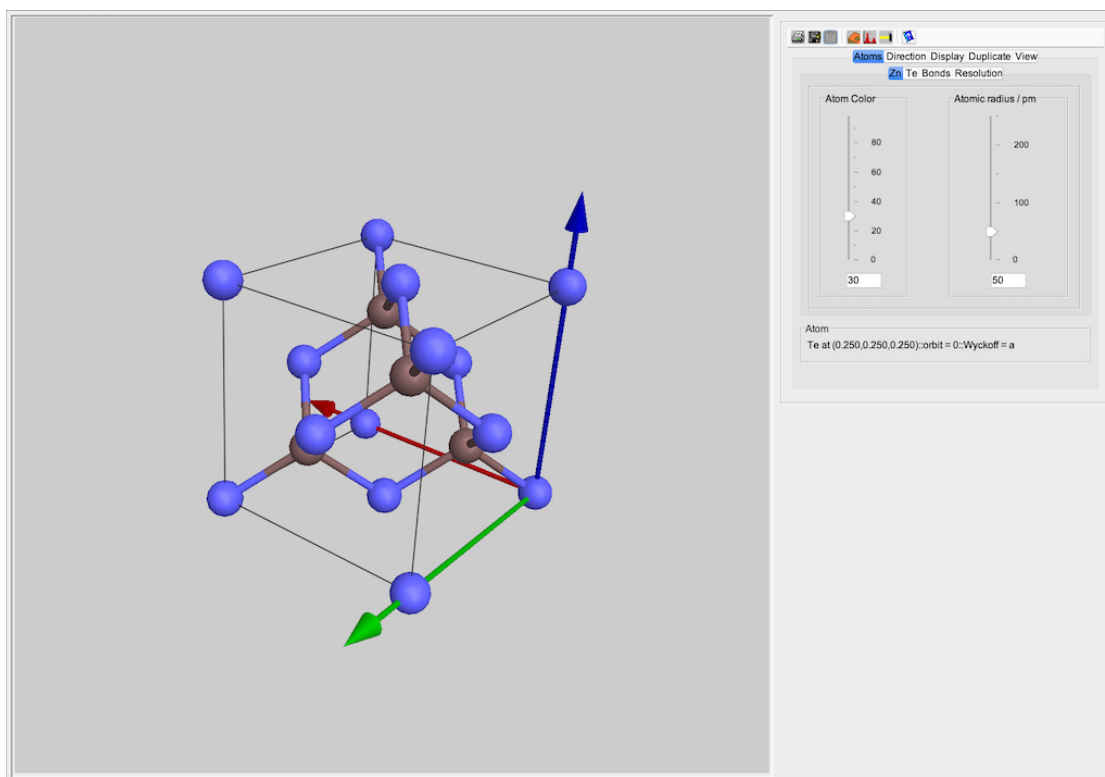 Atoms Direction Display Duplicate View
Zn Te Bonds Resolution
Atom Color
Atomic radius / pm
80
60
40
20
0
30
200
100
0
50
Atom
Te at (0.250,0.250,0.250)::orbit = 0::Wyckoff = a